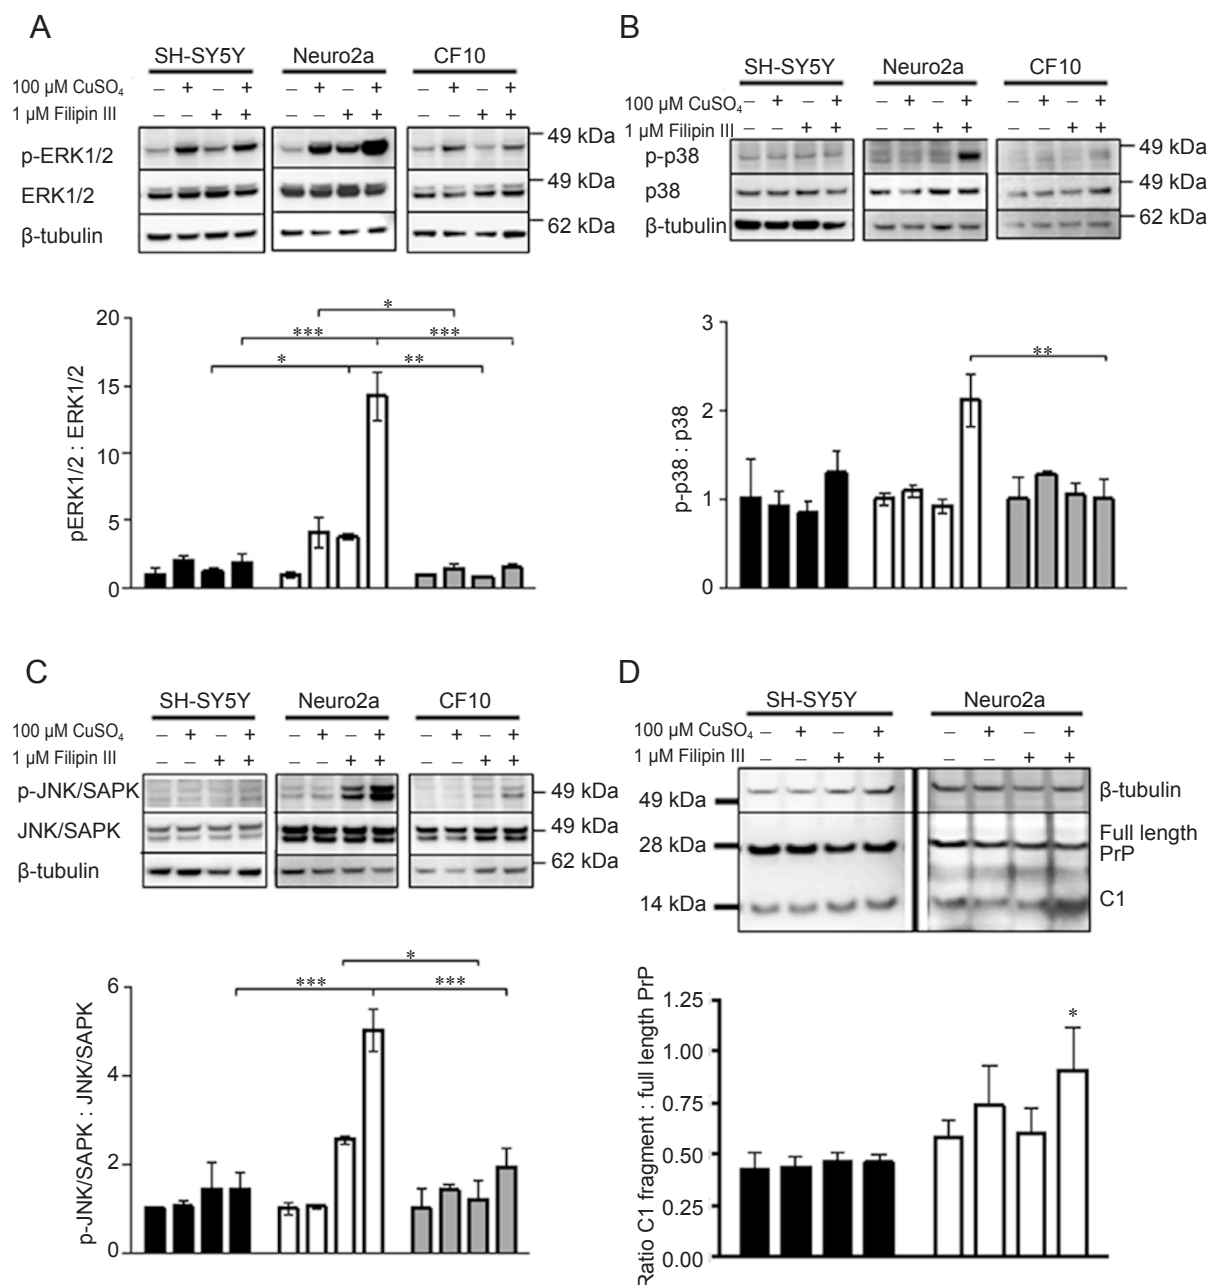 A
SH-SY5Y Neuro2a CF10
100 µM CuSO₄ – + – + – + – + – + – +
1 µM Filipin III – – + + – – + + – – + +
p-ERK1/2 49 kDa
ERK1/2 49 kDa
β-tubulin 62 kDa
*
*** ***
* **
pERK1/2 : ERK1/2
20
15
10
5
0
B
SH-SY5Y Neuro2a CF10
100 µM CuSO₄ – + – + – + – + – + – +
1 µM Filipin III – – + + – – + + – – + +
p-p38 49 kDa
p38 49 kDa
β-tubulin 62 kDa
**
p-p38 : p38
3
2
1
0
C
SH-SY5Y Neuro2a CF10
100 µM CuSO₄ – + – + – + – + – + – +
1 µM Filipin III – – + + – – + + – – + +
p-JNK/SAPK 49 kDa
JNK/SAPK 49 kDa
β-tubulin 62 kDa
*
*** ***
p-JNK/SAPK : JNK/SAPK
6
4
2
0
D
SH-SY5Y Neuro2a
100 µM CuSO₄ – + – + – + – +
1 µM Filipin III – – + + – – + +
49 kDa β-tubulin
28 kDa Full length
PrP
14 kDa C1
*
Ratio C1 fragment : full length PrP
1.25
1.00
0.75
0.50
0.25
0.00